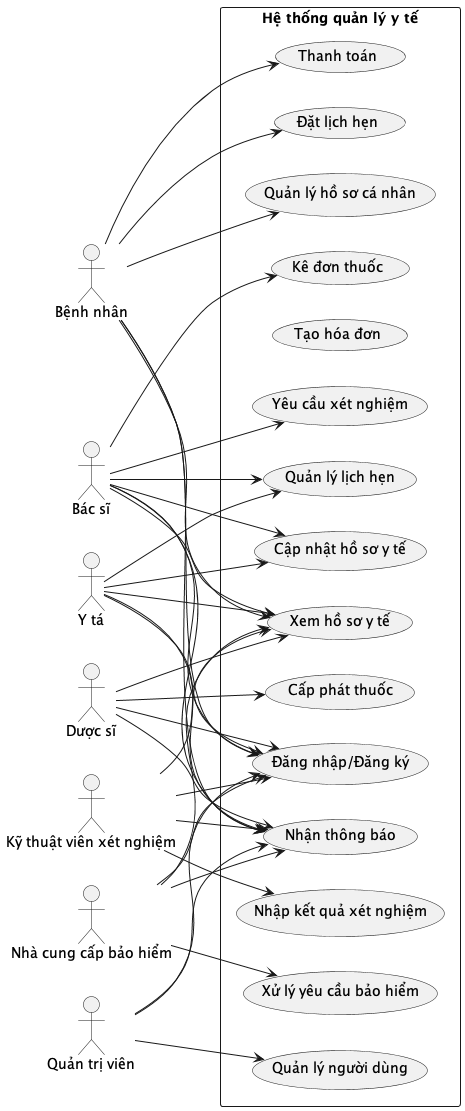 Hệ thống quản lý y tế
Thanh toán
Đặt lịch hẹn
Quản lý hồ sơ cá nhân
Bệnh nhân
Kê đơn thuốc
Tạo hóa đơn
Yêu cầu xét nghiệm
Quản lý lịch hẹn
Bác sĩ
Cập nhật hồ sơ y tế
Y tá
Xem hồ sơ y tế
Cấp phát thuốc
Dược sĩ
Đăng nhập/Đăng ký
Nhận thông báo
Kỹ thuật viên xét nghiệm
Nhập kết quả xét nghiệm
Nhà cung cấp bảo hiểm
Xử lý yêu cầu bảo hiểm
Quản trị viên
Quản lý người dùng